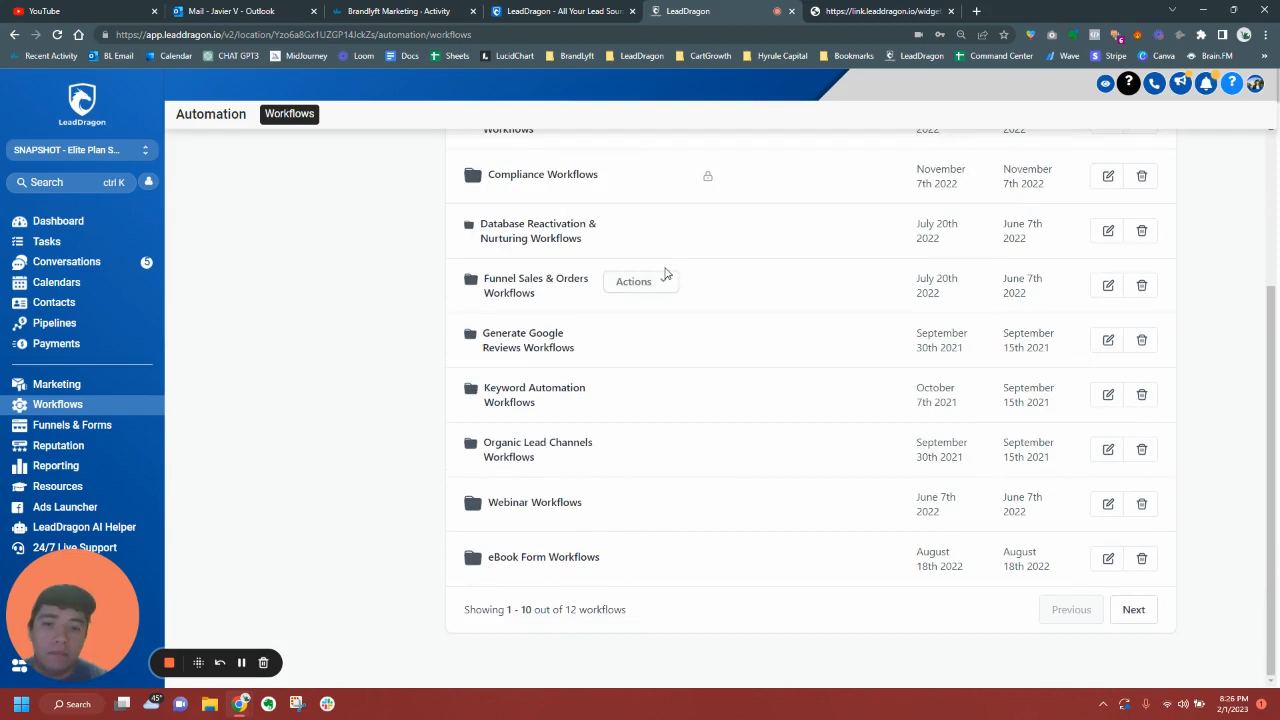 YouTube
Mail - Javier V - Outlook
Brandlyft Marketing - Activity
LeadDragon - All Your Lead Sour
LeadDragon
https://link.leaddragon.io/widget
https://app.leaddragon.io/v2/location/Yzo6a8Gx1UZGP14JckZs/automation/workflows
Recent Activity
BL Email
Calendar
CHAT GPT3
MidJourney
Loom
Docs
Sheets
LucidChart
BrandLyft
LeadDragon
CartGrowth
Hyrule Capital
Bookmarks
LeadDragon
Command Center
Wave
Stripe
Canva
Brain.FM
LEADDRAGON
SNAPSHOT - Elite Plan S...
Search ctrl K
Dashboard
Tasks
Conversations 5
Calendars
Contacts
Pipelines
Payments
Marketing
Workflows
Funnels & Forms
Reputation
Reporting
Resources
Ads Launcher
LeadDragon AI Helper
24/7 Live Support
Automation Workflows
Workflows 2022 2022
Compliance Workflows
November
7th 2022
November
7th 2022
Database Reactivation &
Nurturing Workflows
July 20th
2022
June 7th
2022
Funnel Sales & Orders
Workflows
Actions
July 20th
2022
June 7th
2022
Generate Google
Reviews Workflows
September
30th 2021
September
15th 2021
Keyword Automation
Workflows
October
7th 2021
September
15th 2021
Organic Lead Channels
Workflows
September
30th 2021
September
15th 2021
Webinar Workflows
June 7th
2022
June 7th
2022
eBook Form Workflows
August
18th 2022
August
18th 2022
Showing 1 - 10 out of 12 workflows
Previous
Next
Search
45°
8:26 PM
2/1/2023